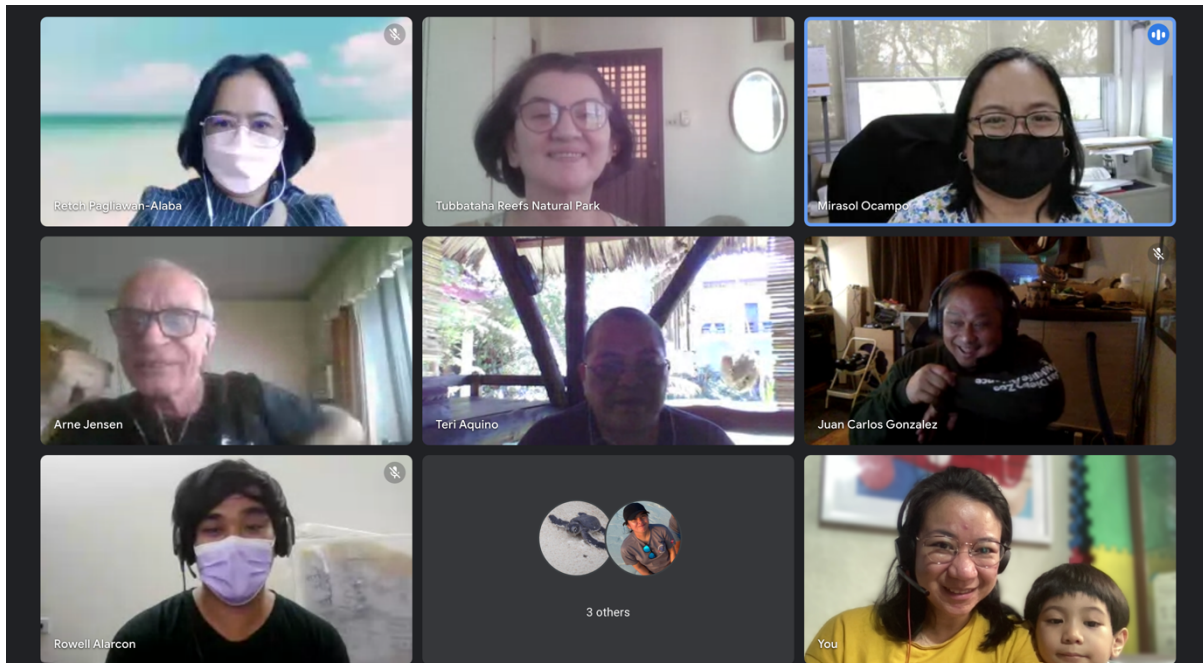 Retch Pagliawan-Alaba
Tubbataha Reefs Natural Park
Mirasol Ocampo
Arne Jensen
Teri Aquino
Juan Carlos Gonzalez
Rowell Alarcon
3 others
You